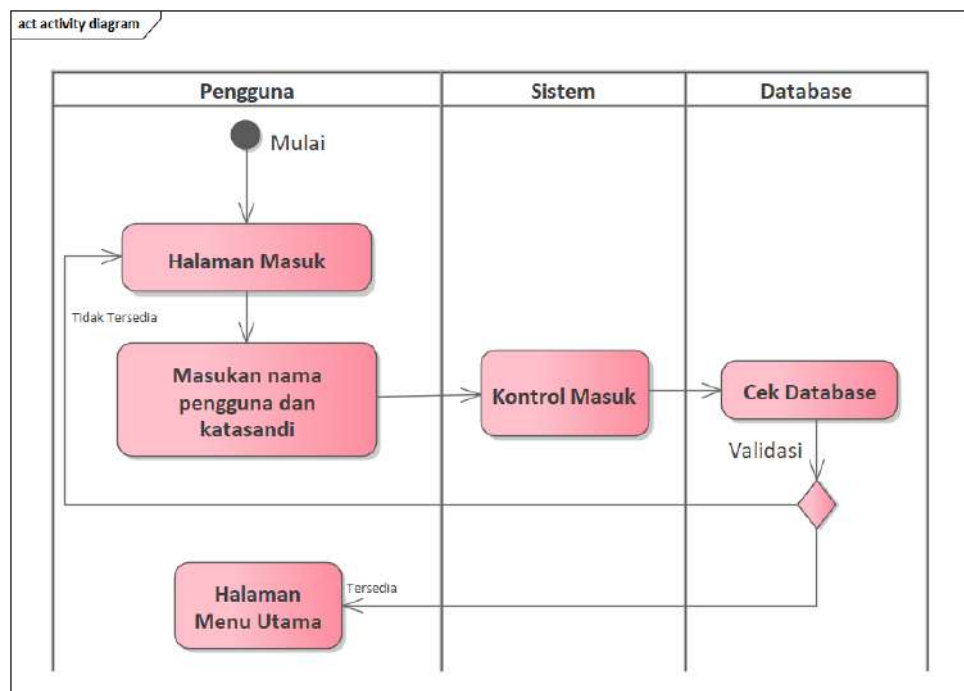 act activity diagram
Pengguna
Sistem
Database
Mulai
Halaman Masuk
Tidak Tersedia
Masukan nama
pengguna dan
katasandi
Kontrol Masuk
Cek Database
Validasi
Halaman
Menu Utama
Tersedia